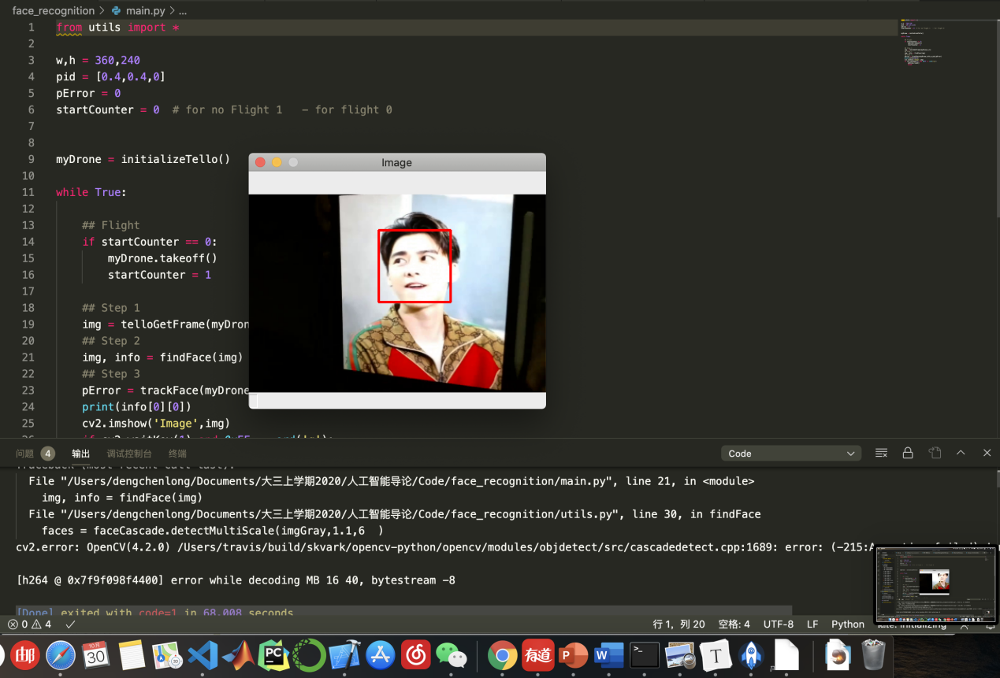 face_recognition > main.py > ...
1 from utils import *
2
3 w,h = 360,240
4 pid = [0.4,0.4,0]
5 pError = 0
6 startCounter = 0  # for no Flight 1   - for flight 0
7
8
9 myDrone = initializeTello()
10
11 while True:
12
13 ## Flight
14 if startCounter == 0:
15 myDrone.takeoff()
16 startCounter = 1
17
18 ## Step 1
19 img = telloGetFrame(myDron
20 ## Step 2
21 img, info = findFace(img)
22 ## Step 3
23 pError = trackFace(myDrone
24 print(info[0][0])
25 cv2.imshow('Image',img)
Image
问题 4 输出 调试控制台 终端 Code
Traceback (most recent call last):
File "/Users/dengchenlong/Documents/大三上学期2020/人工智能导论/Code/face_recognition/main.py", line 21, in <module>
img, info = findFace(img)
File "/Users/dengchenlong/Documents/大三上学期2020/人工智能导论/Code/face_recognition/utils.py", line 30, in findFace
faces = faceCascade.detectMultiScale(imgGray,1.1,6  )
cv2.error: OpenCV(4.2.0) /Users/travis/build/skvark/opencv-python/opencv/modules/objdetect/src/cascadedetect.cpp:1689: error:
[h264 @ 0x7f9f098f4400] error while decoding MB 16 40, bytestream -8
[Done] exited with code=1 in 68.008 seconds
0 4 行 1，列 20 空格: 4 UTF-8 LF Python
邮 10月 30 PC 有道 P W >_ T